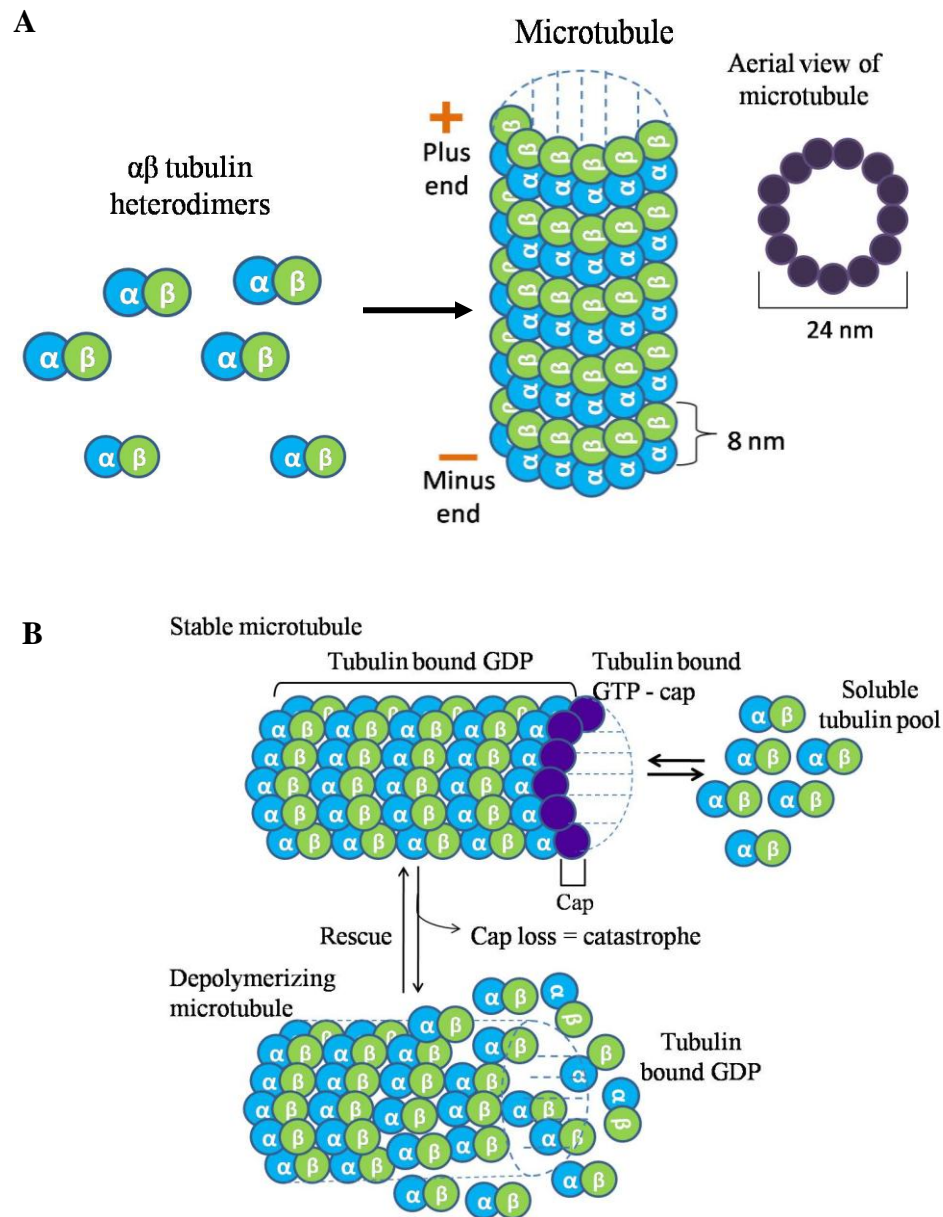 A
Microtubule
Aerial view of
microtubule
+
Plus
end
αβ tubulin
heterodimers
α β
α β
α β
α β
α β
α β
β
β β β β β
α α α α α
β β β β β
α α α α α
β β β β β
α α α α α
β β β β β
α α α α α
β β β β β
α α α α α
24 nm
8 nm
−
Minus
end
B
Stable microtubule
Tubulin bound GDP
Tubulin bound
GTP - cap
Soluble
tubulin pool
α β α β α β α β α
α β α β α β α β α
α β α β α β α β α
α β α β α β α β α
α β α β α β α β α
α β
α β α β
α β α β
α β
Cap
Rescue
Cap loss = catastrophe
Depolymerizing
microtubule
Tubulin
bound GDP
α β α β
α β α β
α β α β α β β
α β α β α β α
α β α β α β α β α β α β
α β α β α β α β α β
α β α β α β
α β α β